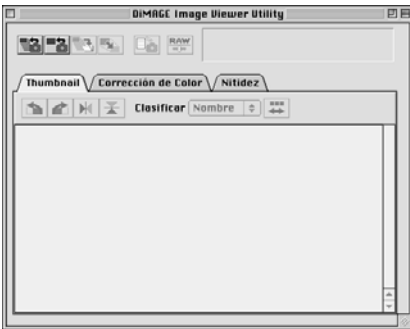 DiMAGE Image Viewer Utility
RAW
Thumbnail Corrección de Color Nitidez
Clasificar Nombre